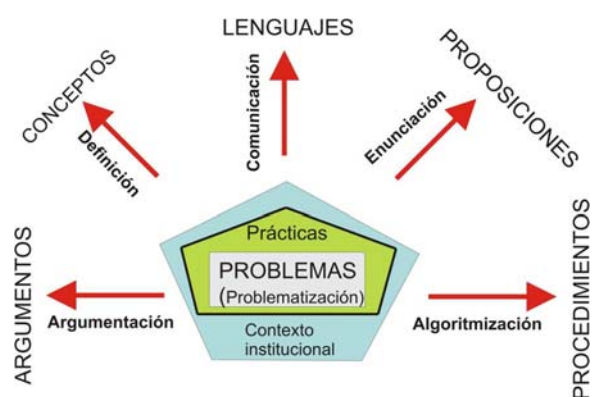 LENGUAJES
CONCEPTOS
PROPOSICIONES
Comunicación
Definición
Enunciación
Prácticas
PROBLEMAS
(Problematización)
ARGUMENTOS
Argumentación
Contexto
institucional
Algoritmización
PROCEDIMIENTOS